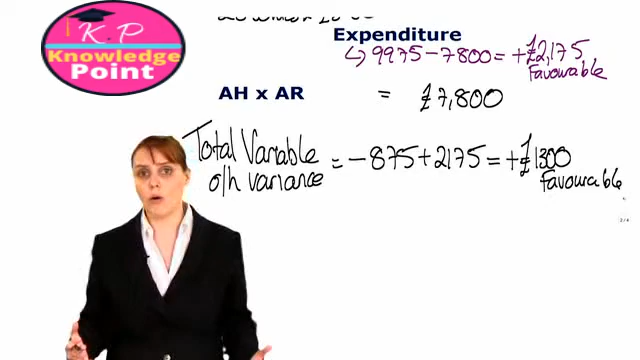 K.P
Knowledge
Point
Expenditure
↳ 9975 - 7800 = +£2,175
Favourable
AH x AR = £7,800
Total Variable
o/h variance = - 875 + 2175 = + £1300
favourable